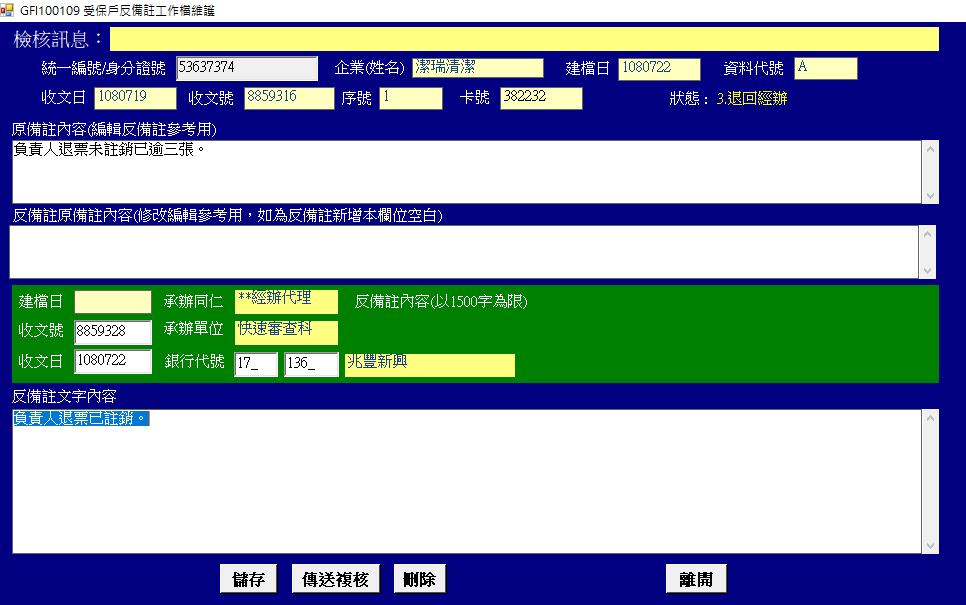 GFI100109 受保戶反備註工作檔維護
檢核訊息：
統一編號/身分證號 53637374 企業(姓名) 潔瑞清潔 建檔日 1080722 資料代號 A
收文日 1080719 收文號 8859316 序號 1 卡號 382232 狀態： 3.退回經辦
原備註內容(編輯反備註參考用)
負責人退票未註銷已逾三張。
反備註原備註內容(修改編輯參考用，如為反備註新增本欄位空白)
建檔日 承辦同仁 **經辦代理 反備註內容(以1500字為限)
收文號 8859328 承辦單位 快速審查科
收文日 1080722 銀行代號 17_ 136_ 兆豐新興
反備註文字內容
負責人退票已註銷。
儲存 傳送複核 刪除 離開